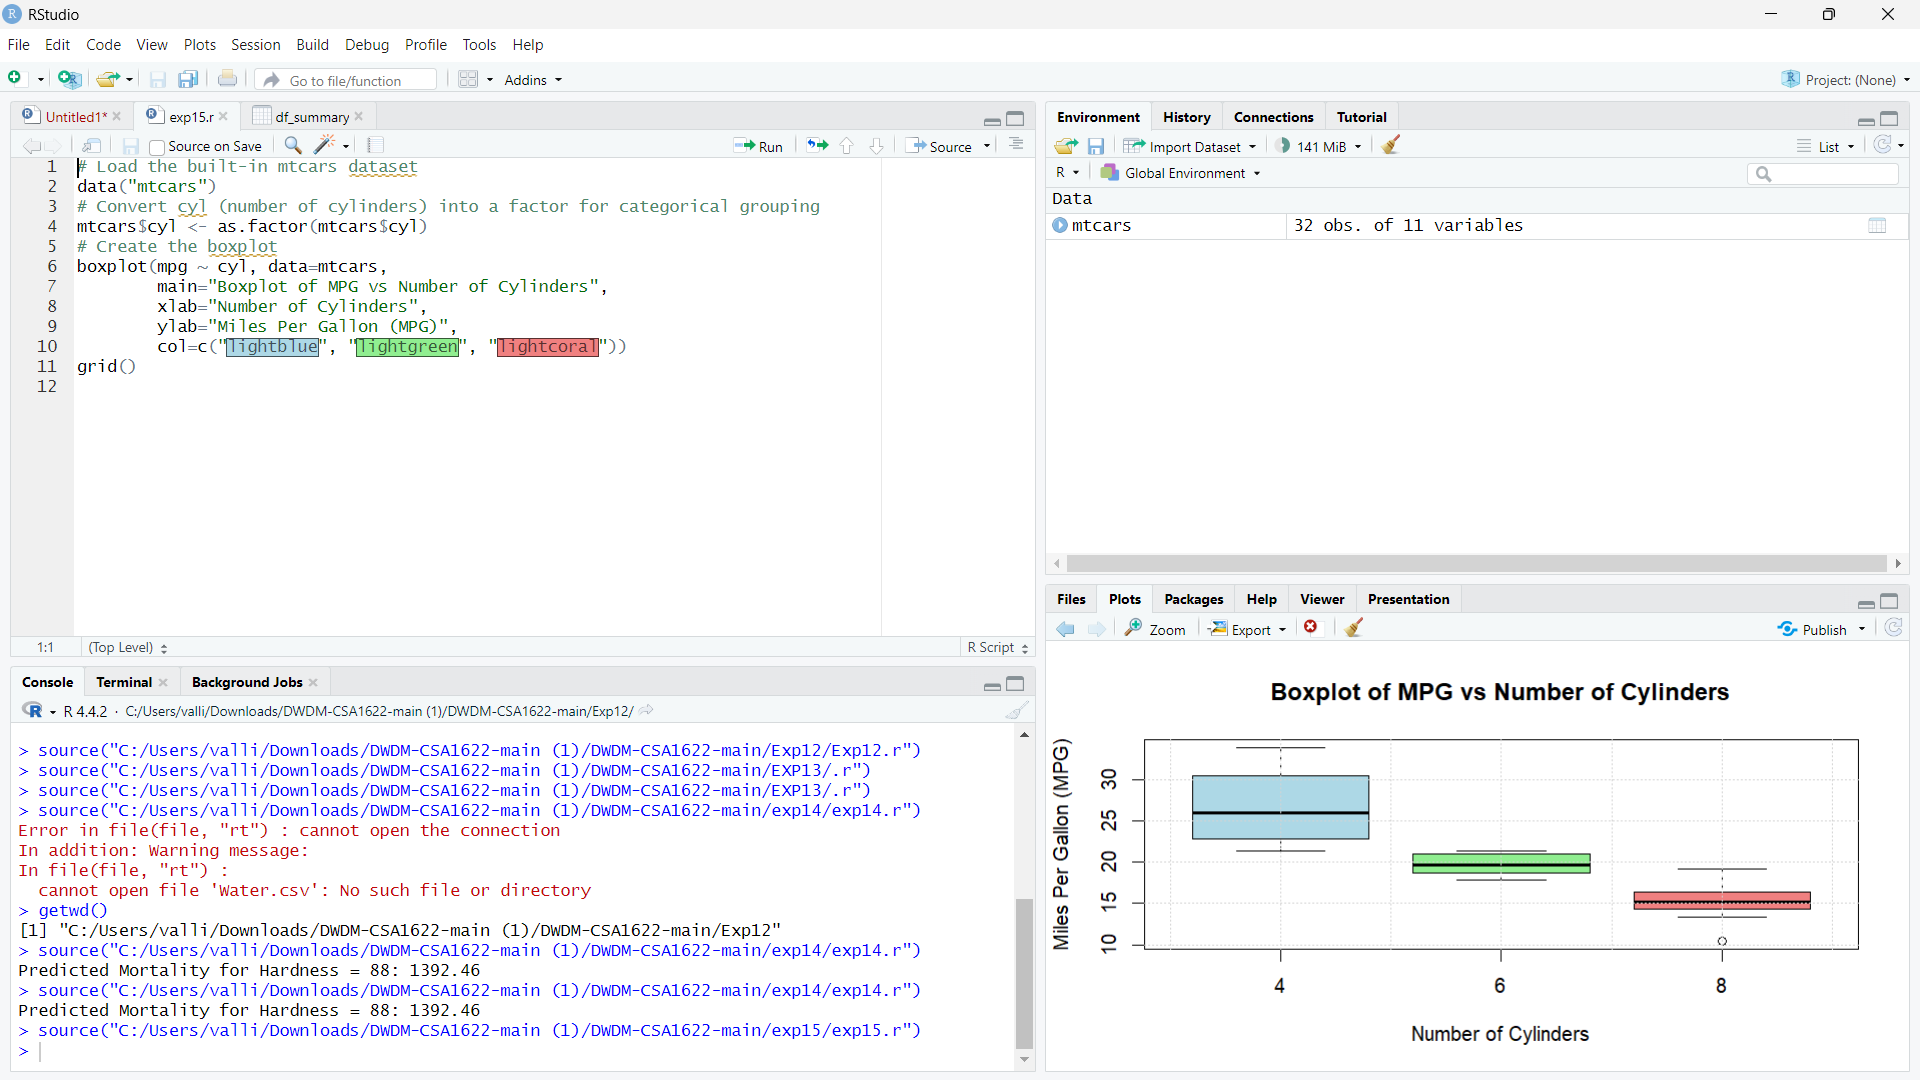 RStudio
File Edit Code View Plots Session Build Debug Profile Tools Help
Go to file/function Addins Project: (None)
Untitled1* exp15.r df_summary
Source on Save Run Source
1 # Load the built-in mtcars dataset
2 data("mtcars")
3 # Convert cyl (number of cylinders) into a factor for categorical grouping
4 mtcars$cyl <- as.factor(mtcars$cyl)
5 # Create the boxplot
6 boxplot(mpg ~ cyl, data=mtcars,
7 main="Boxplot of MPG vs Number of Cylinders",
8 xlab="Number of Cylinders",
9 ylab="Miles Per Gallon (MPG)",
10 col=c("lightblue", "lightgreen", "lightcoral"))
11 grid()
12
1:1 (Top Level) R Script
Console Terminal Background Jobs
R 4.4.2 · C:/Users/valli/Downloads/DWDM-CSA1622-main (1)/DWDM-CSA1622-main/Exp12/
> source("C:/Users/valli/Downloads/DWDM-CSA1622-main (1)/DWDM-CSA1622-main/Exp12/Exp12.r")
> source("C:/Users/valli/Downloads/DWDM-CSA1622-main (1)/DWDM-CSA1622-main/EXP13/.r")
> source("C:/Users/valli/Downloads/DWDM-CSA1622-main (1)/DWDM-CSA1622-main/EXP13/.r")
> source("C:/Users/valli/Downloads/DWDM-CSA1622-main (1)/DWDM-CSA1622-main/exp14/exp14.r")
Error in file(file, "rt") : cannot open the connection
In addition: Warning message:
In file(file, "rt") :
cannot open file 'Water.csv': No such file or directory
> getwd()
[1] "C:/Users/valli/Downloads/DWDM-CSA1622-main (1)/DWDM-CSA1622-main/Exp12"
> source("C:/Users/valli/Downloads/DWDM-CSA1622-main (1)/DWDM-CSA1622-main/exp14/exp14.r")
Predicted Mortality for Hardness = 88: 1392.46
> source("C:/Users/valli/Downloads/DWDM-CSA1622-main (1)/DWDM-CSA1622-main/exp14/exp14.r")
Predicted Mortality for Hardness = 88: 1392.46
> source("C:/Users/valli/Downloads/DWDM-CSA1622-main (1)/DWDM-CSA1622-main/exp15/exp15.r")
>
Environment History Connections Tutorial
Import Dataset 141 MiB List
R Global Environment
Data
mtcars 32 obs. of 11 variables
Files Plots Packages Help Viewer Presentation
Zoom Export Publish
Boxplot of MPG vs Number of Cylinders
Miles Per Gallon (MPG)
30
25
20
15
10
4 6 8
Number of Cylinders